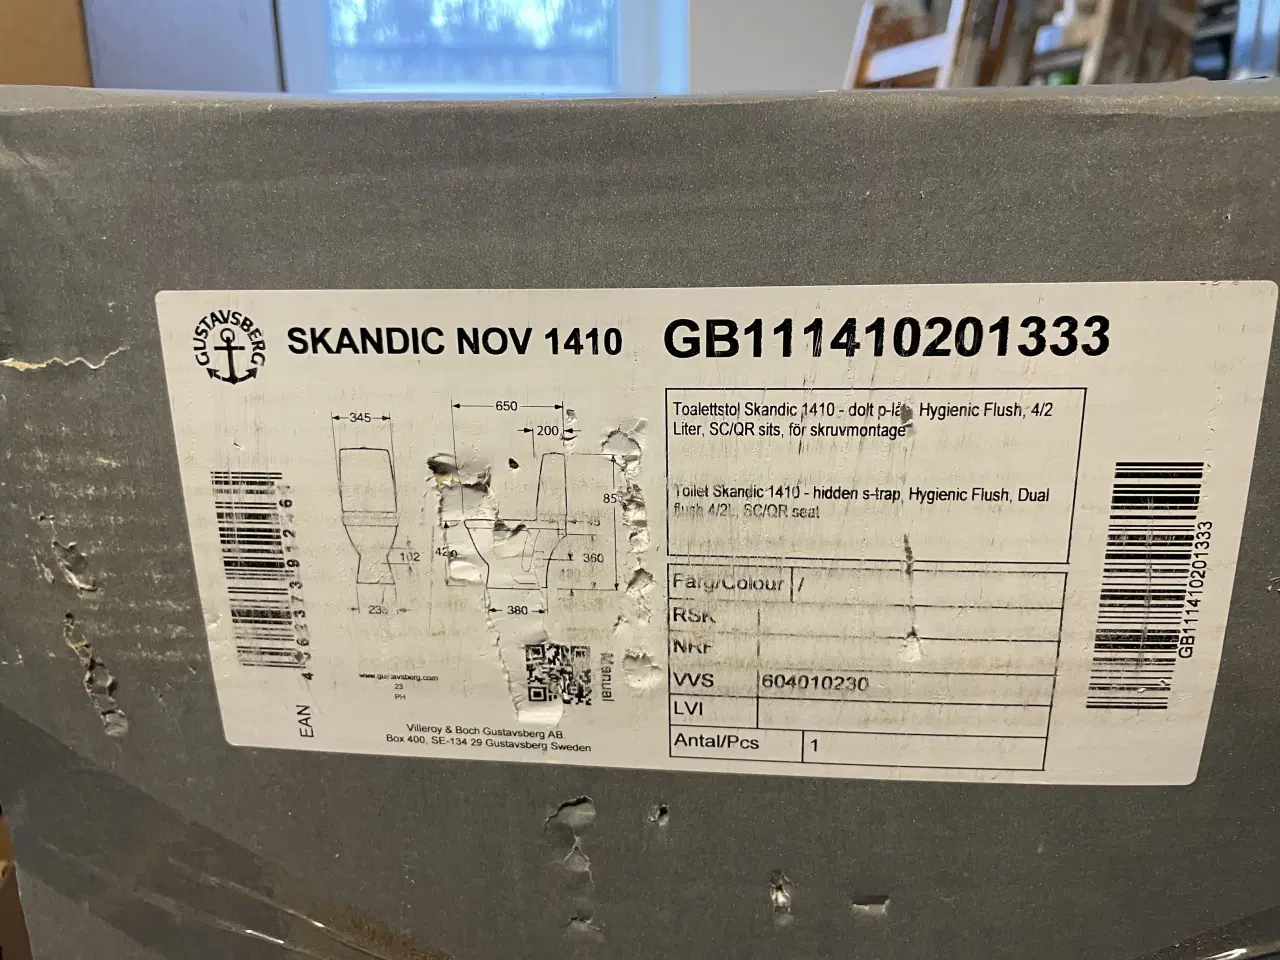 GUSTAVSBERG
SKANDIC NOV 1410
GB111410201333
Toalettstol Skandic 1410 - dolt Hygienic Flush, 4/2
Liter, SC/QR sits, för skruvmontage
Toilet Skandic 1410 - hidden s-trap, Hygienic Flush, Dual
flush 4/2L, SC/QR seat
345
650
200
102
360
380
Färg/Colour /
RSK
NRF
VVS 604010230
LVI
Antal/Pcs 1
EAN
Manual
www.gustavsberg.com
23
PH
Villeroy & Boch Gustavsberg AB
Box 400, SE-134 29 Gustavsberg Sweden
GB111410201333